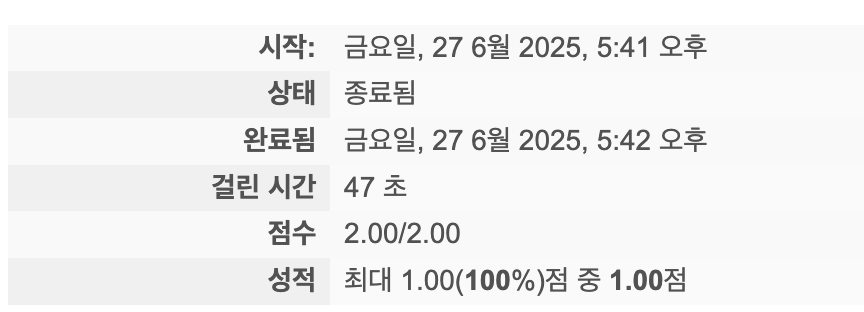 시작: 금요일, 27 6월 2025, 5:41 오후
상태 종료됨
완료됨 금요일, 27 6월 2025, 5:42 오후
걸린 시간 47 초
점수 2.00/2.00
성적 최대 1.00(100%)점 중 1.00점